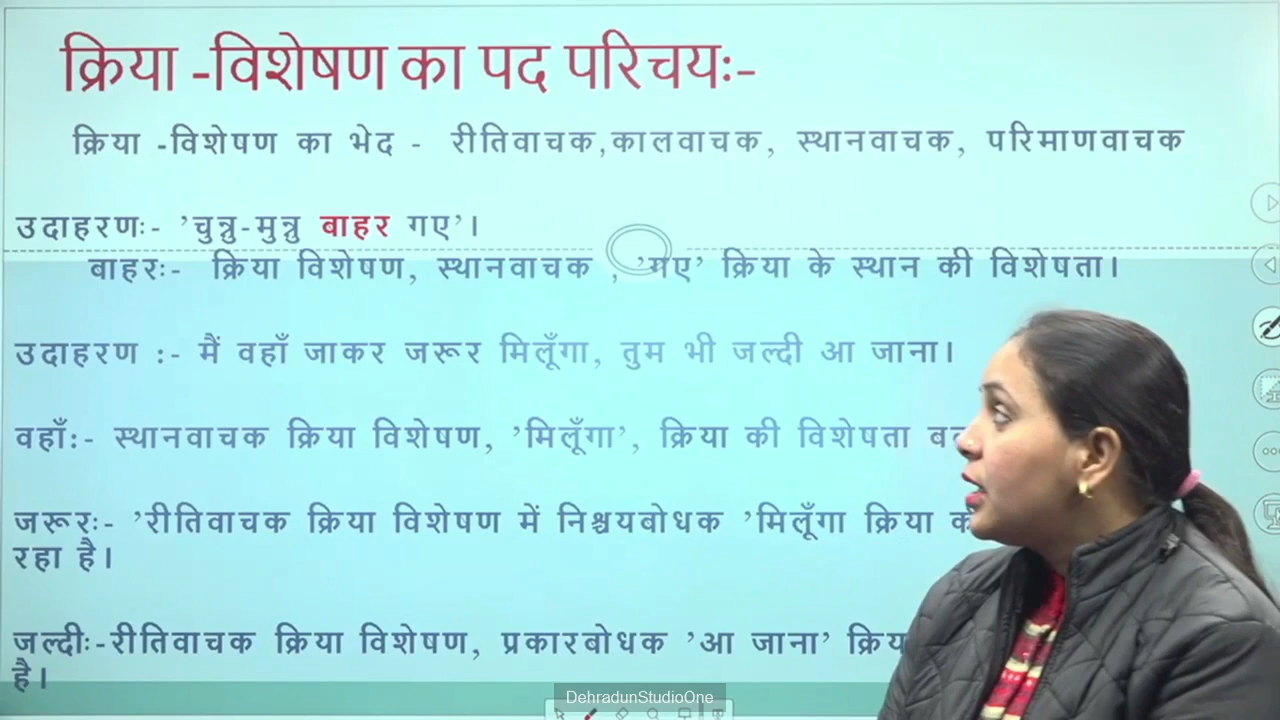 क्रिया -विशेषण का पद परिचयः-
क्रिया -विशेषण का भेद - रीतिवाचक,कालवाचक, स्थानवाचक, परिमाणवाचक
उदाहरणः- ’चुन्नु-मुन्नु बाहर गए’।
बाहरः- क्रिया विशेषण, स्थानवाचक , ’गए’ क्रिया के स्थान की विशेषता।
उदाहरण :- मैं वहाँ जाकर जरूर मिलूँगा, तुम भी जल्दी आ जाना।
वहाँ:- स्थानवाचक क्रिया विशेषण, ’मिलूँगा’, क्रिया की विशेषता
जरूरः- ’रीतिवाचक क्रिया विशेषण में निश्चयबोधक ’मिलूँगा क्रिया
रहा है।
जल्दीः-रीतिवाचक क्रिया विशेषण, प्रकारबोधक ’आ जाना’
है।
DehradunStudioOne